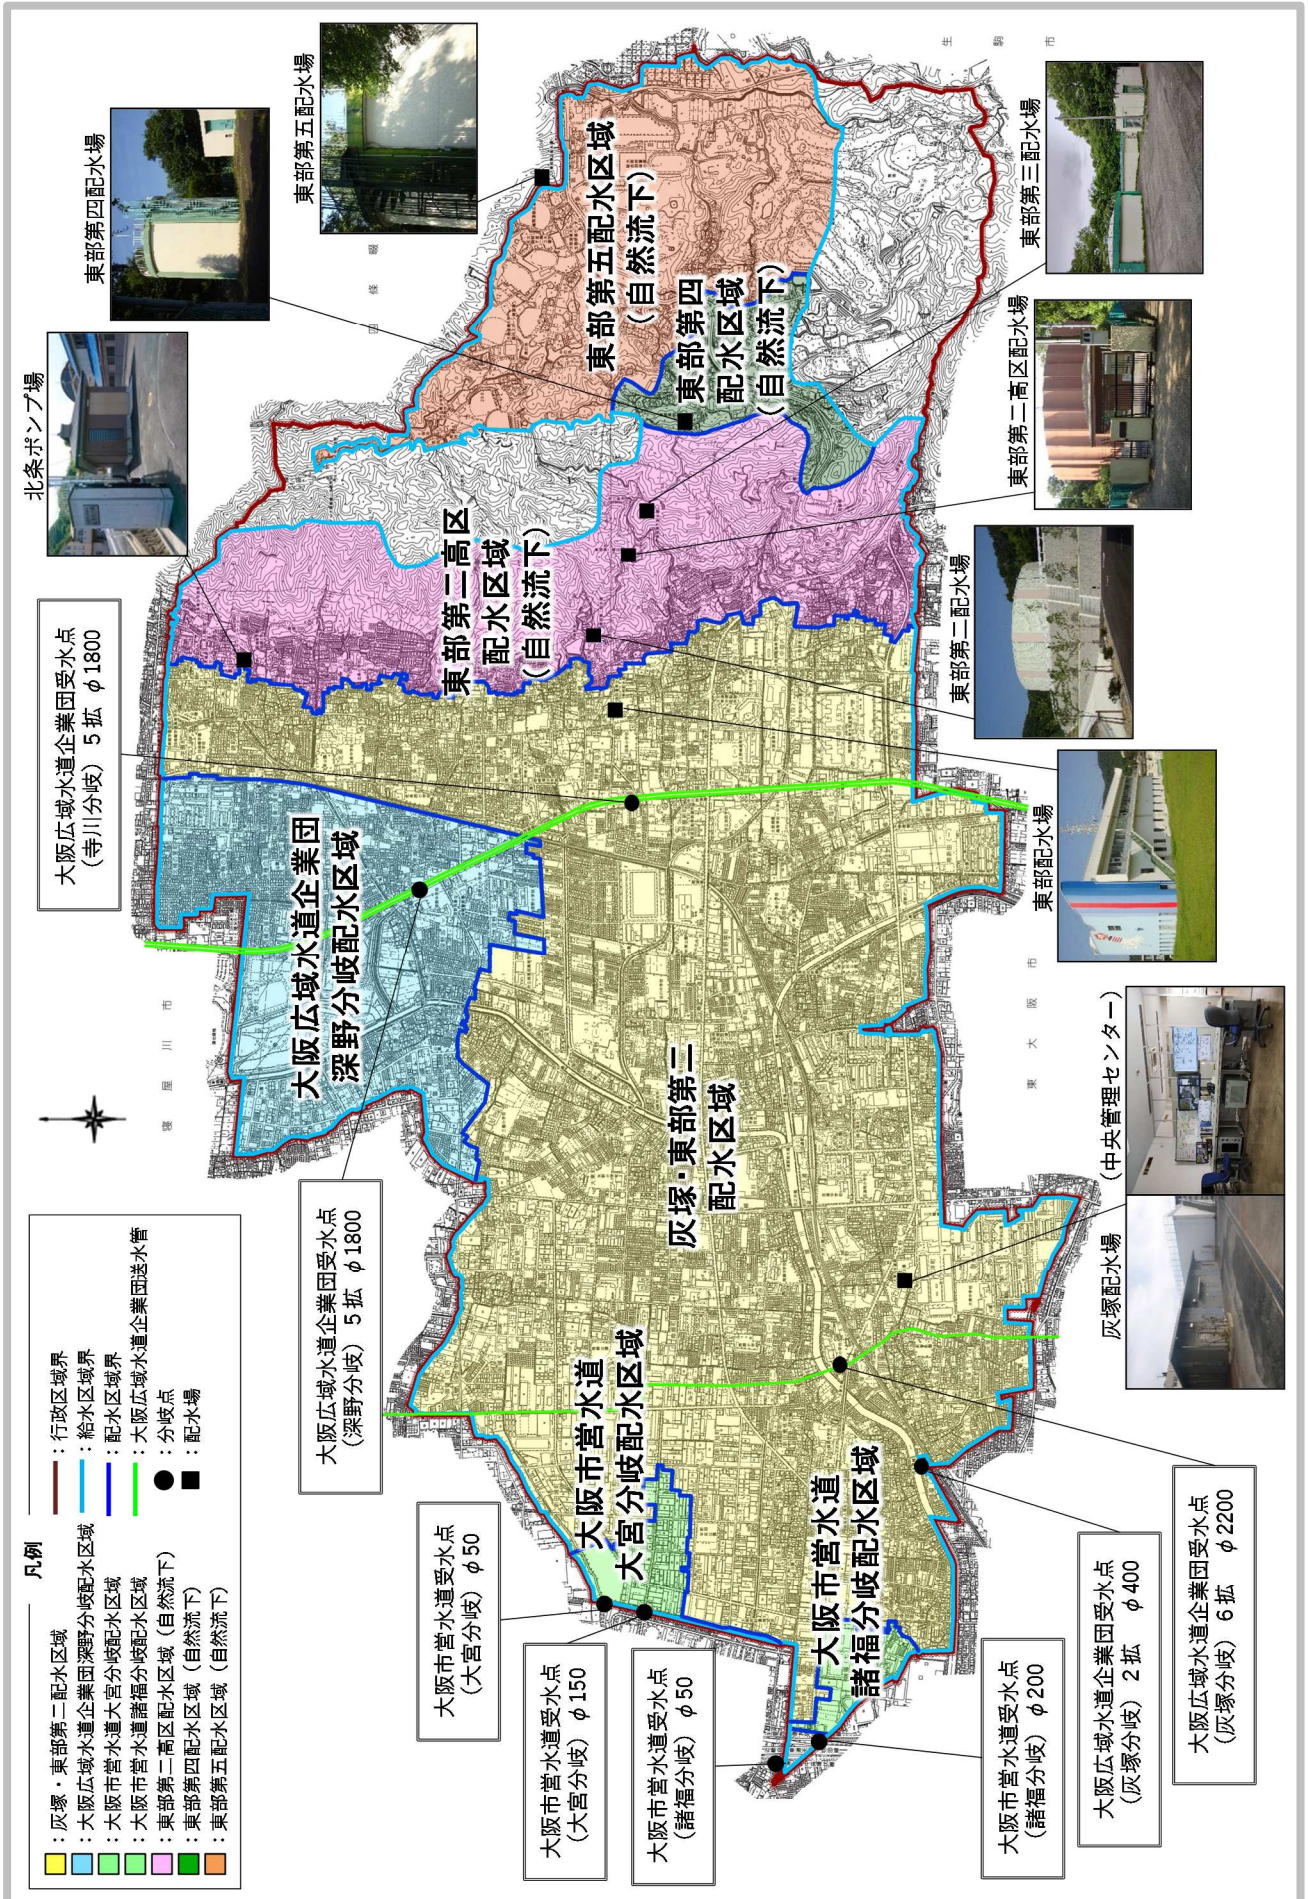 凡例
：灰塚・東部第二配水区域
：大阪広域水道企業団深野分岐配水区域
：大阪市営水道大宮分岐配水区域
：大阪市営水道諸福分岐配水区域
：東部第二高区配水区域（自然流下）
：東部第四配水区域（自然流下）
：東部第五配水区域（自然流下）
：行政区域界
：給水区域界
：配水区域界
：大阪広域水道企業団送水管
：分岐点
：配水場
大阪広域水道企業団受水点
（寺川分岐）５拡 φ1800
北条ポンプ場
東部第四配水場
東部第五配水場
大阪広域水道企業団受水点
（深野分岐）５拡 φ1800
大阪市営水道受水点
（大宮分岐）φ50
大阪市営水道受水点
（大宮分岐）φ150
大阪市営水道受水点
（諸福分岐）φ50
大阪市営水道受水点
（諸福分岐）φ200
大阪広域水道企業団受水点
（灰塚分岐）２拡 φ400
大阪広域水道企業団受水点
（灰塚分岐）６拡 φ2200
寝屋川市
四條畷
生駒市
東大阪市
大阪広域水道企業団
深野分岐配水区域
東部第二高区
配水区域
（自然流下）
東部第五配水区域
（自然流下）
東部第四
配水区域
（自然流下）
大阪市営水道
大宮分岐配水区域
灰塚・東部第二
配水区域
大阪市営水道
諸福分岐配水区域
灰塚配水場
（中央管理センター）
東部配水場
東部第二配水場
東部第二高区配水場
東部第三配水場